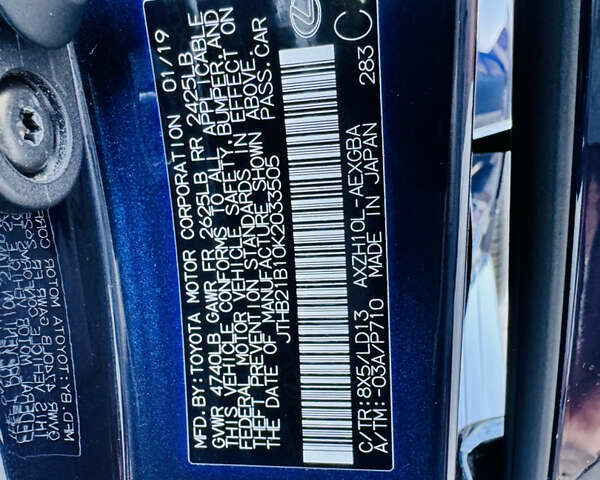 MFD.BY:TOYOTA MOTOR CORPORATION 01/19
GVWR 4740LB GAWR FR 2625LB RR 2425LB
THIS VEHICLE CONFORMS TO ALL APPLICABLE
FEDERAL MOTOR VEHICLE SAFETY, BUMPER, AND
THEFT PREVENTION STANDARDS IN EFFECT ON
THE DATE OF MANUFACTURE SHOWN ABOVE.
JTHB21B10K2033505 PASS.CAR
283 C
C/TR:8X5/LD13 AXZH10L-AEXGBA
A/TM:-03A/P710 MADE IN JAPAN